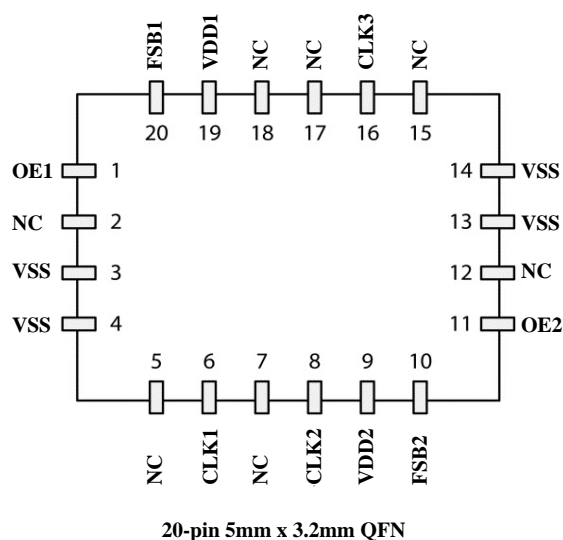 FSB1 VDD1 NC NC CLK3 NC
20 19 18 17 16 15
OE1 1 14 VSS
NC 2 13 VSS
VSS 3 12 NC
VSS 4 11 OE2
5 6 7 8 9 10
NC CLK1 NC CLK2 VDD2 FSB2
20-pin 5mm x 3.2mm QFN